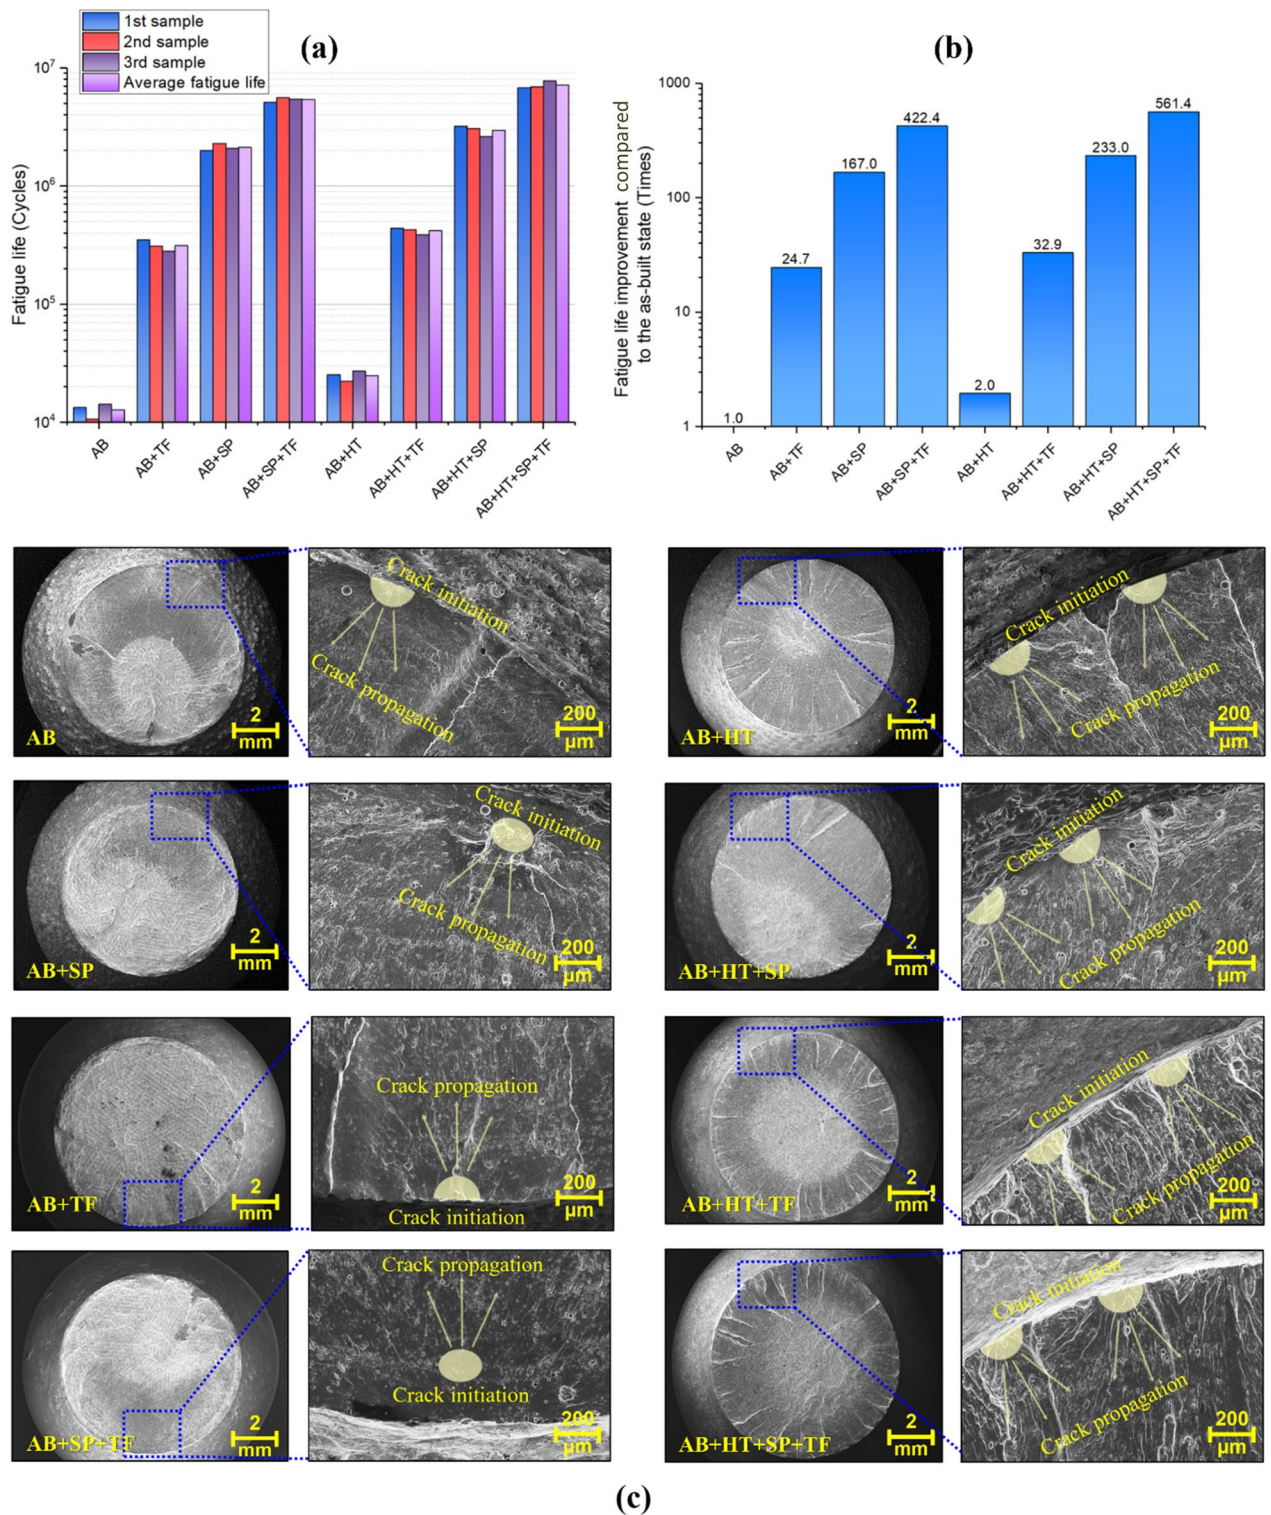 1st sample
2nd sample
3rd sample
Average fatigue life
(a)
10⁷
10⁶
10⁵
10⁴
Fatigue life (Cycles)
AB
AB+TF
AB+SP
AB+SP+TF
AB+HT
AB+HT+TF
AB+HT+SP
AB+HT+SP+TF
(b)
1000
100
10
1
Fatigue life improvement compared
to the as-built state (Times)
1.0
24.7
167.0
422.4
2.0
32.9
233.0
561.4
AB
AB+TF
AB+SP
AB+SP+TF
AB+HT
AB+HT+TF
AB+HT+SP
AB+HT+SP+TF
AB
2
mm
Crack initiation
Crack propagation
200
µm
AB+HT
2
mm
Crack initiation
Crack propagation
200
µm
AB+SP
2
mm
Crack initiation
Crack propagation
200
µm
AB+HT+SP
2
mm
Crack initiation
Crack propagation
200
µm
AB+TF
2
mm
Crack propagation
Crack initiation
200
µm
AB+HT+TF
2
mm
Crack initiation
Crack propagation
200
µm
AB+SP+TF
2
mm
Crack propagation
Crack initiation
200
µm
AB+HT+SP+TF
2
mm
Crack initiation
Crack propagation
200
µm
(c)